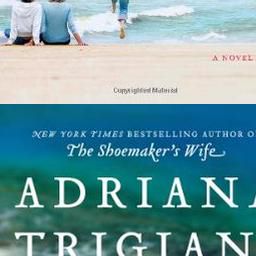 A NOVEL
Copyrighted Material
NEW YORK TIMES BESTSELLING AUTHOR O
The Shoemaker's Wife
ADRIANA
TRIGIAN